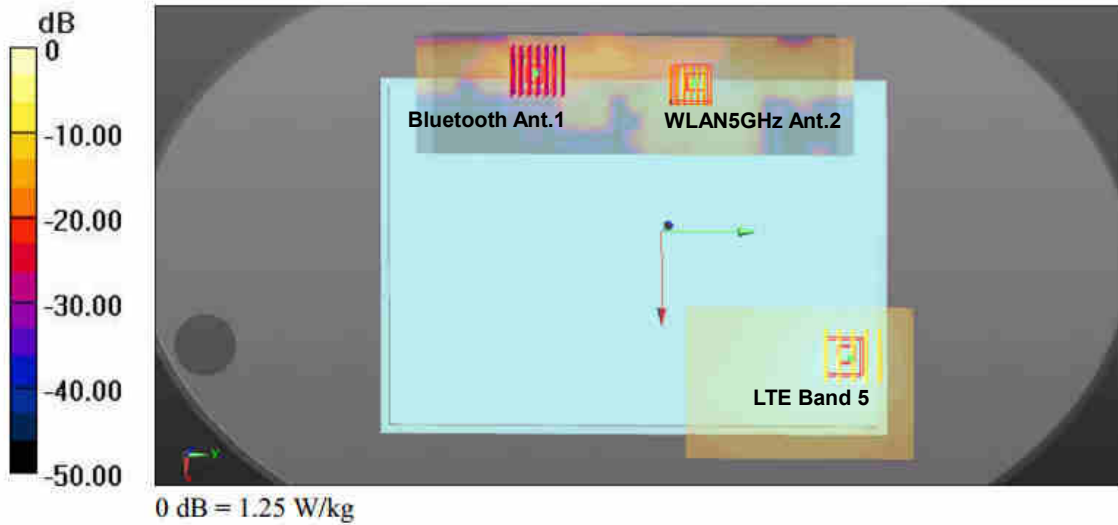 dB
0
-10.00
-20.00
-30.00
-40.00
-50.00
Bluetooth Ant.1
WLAN5GHz Ant.2
LTE Band 5
y
0 dB = 1.25 W/kg